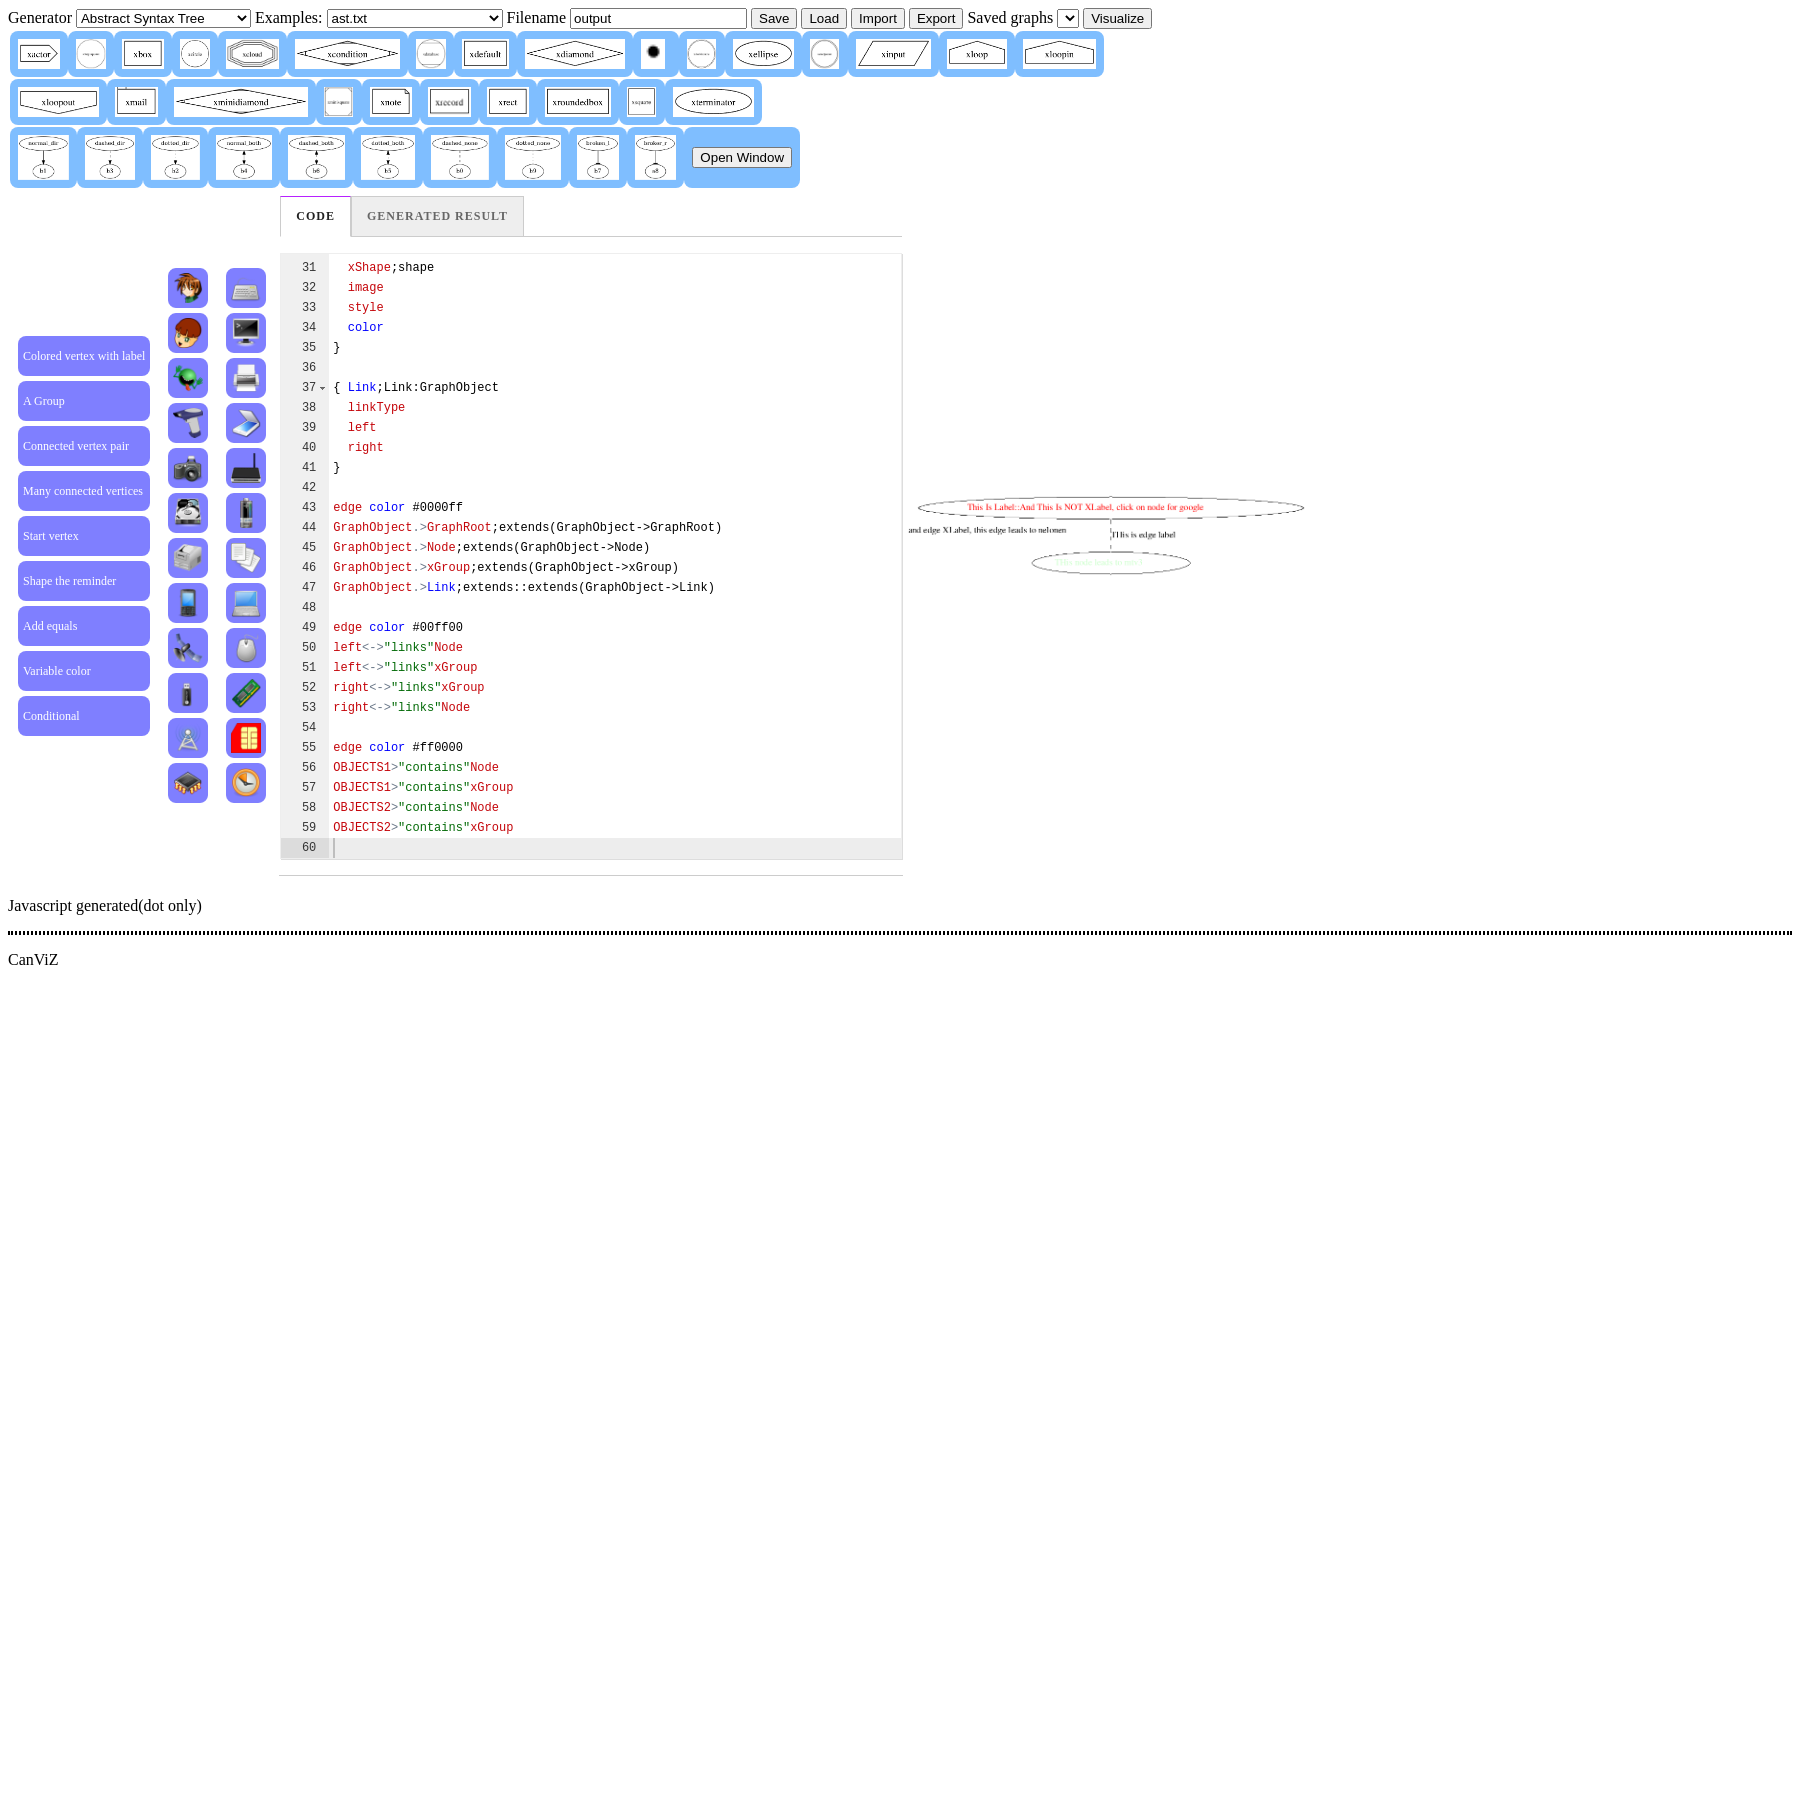 Generator Abstract Syntax Tree Examples: ast.txt Filename output Save Load Import Export Saved graphs Visualize
xactor xbox xcloud xcondition xdefault xdiamond xellipse xinput xloop xloopin
xloopout xmail xminidiamond xnote xrecord xrect xroundedbox xsquare xterminator
normal_dir dashed_dir dotted_dir normal_both dashed_both dotted_both dashed_none dotted_none broken_l broken_r
b1 b3 b2 b4 b6 b5 b0 b9 b7 a8
Open Window
CODE GENERATED RESULT
Colored vertex with label
A Group
Connected vertex pair
Many connected vertices
Start vertex
Shape the reminder
Add equals
Variable color
Conditional
31 xShape;shape
32 image
33 style
34 color
35 }
36
37 { Link;Link:GraphObject
38 linkType
39 left
40 right
41 }
42
43 edge color #0000ff
44 GraphObject.>GraphRoot;extends(GraphObject->GraphRoot)
45 GraphObject.>Node;extends(GraphObject->Node)
46 GraphObject.>xGroup;extends(GraphObject->xGroup)
47 GraphObject.>Link;extends::extends(GraphObject->Link)
48
49 edge color #00ff00
50 left<->"links"Node
51 left<->"links"xGroup
52 right<->"links"xGroup
53 right<->"links"Node
54
55 edge color #ff0000
56 OBJECTS1>"contains"Node
57 OBJECTS1>"contains"xGroup
58 OBJECTS2>"contains"Node
59 OBJECTS2>"contains"xGroup
60
This Is Label::And This Is NOT XLabel, click on node for google
and edge XLabel, this edge leads to
This is edge label
Javascript generated(dot only)
CanViZ